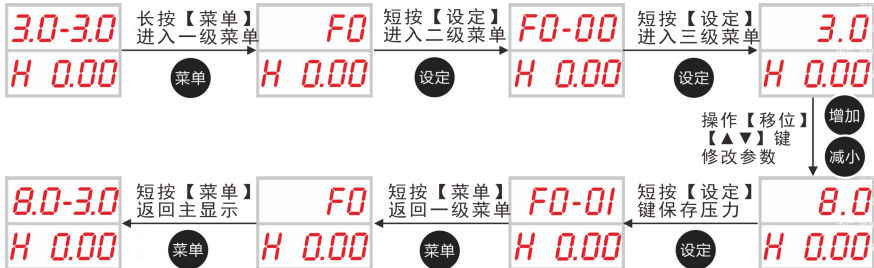 3.0-3.0
H 0.00
长按【菜单】
进入一级菜单
菜单
F0
H 0.00
短按【设定】
进入二级菜单
设定
F0-00
H 0.00
短按【设定】
进入三级菜单
设定
3.0
H 0.00
操作【移位】
【▲▼】键
修改参数
增加
减小
8.0
H 0.00
短按【设定】
键保存压力
设定
F0-01
H 0.00
短按【菜单】
返回一级菜单
菜单
F0
H 0.00
短按【菜单】
返回主显示
菜单
8.0-3.0
H 0.00